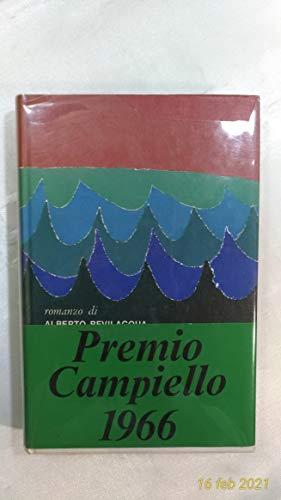 romanzo di
ALBERTO BEVILACQUA
Premio
Campiello
1966
16 feb 2021